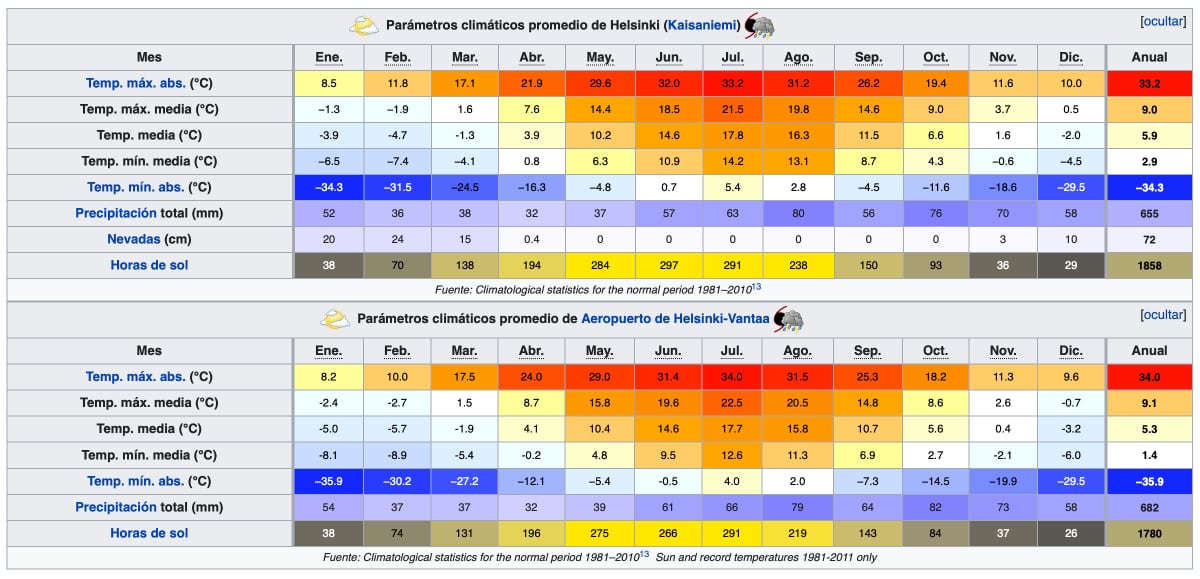 Parámetros climáticos promedio de Helsinki (Kaisaniemi) [ocultar]
Mes Ene. Feb. Mar. Abr. May. Jun. Jul. Ago. Sep. Oct. Nov. Dic. Anual
Temp. máx. abs. (°C) 8.5 11.8 17.1 21.9 29.6 32.0 33.2 31.2 26.2 19.4 11.6 10.0 33.2
Temp. máx. media (°C) −1.3 −1.9 1.6 7.6 14.4 18.5 21.5 19.8 14.6 9.0 3.7 0.5 9.0
Temp. media (°C) -3.9 -4.7 -1.3 3.9 10.2 14.6 17.8 16.3 11.5 6.6 1.6 -2.0 5.9
Temp. mín. media (°C) −6.5 −7.4 −4.1 0.8 6.3 10.9 14.2 13.1 8.7 4.3 −0.6 −4.5 2.9
Temp. mín. abs. (°C) −34.3 −31.5 −24.5 −16.3 −4.8 0.7 5.4 2.8 −4.5 −11.6 −18.6 −29.5 −34.3
Precipitación total (mm) 52 36 38 32 37 57 63 80 56 76 70 58 655
Nevadas (cm) 20 24 15 0.4 0 0 0 0 0 0 3 10 72
Horas de sol 38 70 138 194 284 297 291 238 150 93 36 29 1858
Fuente: Climatological statistics for the normal period 1981–2010¹³
Parámetros climáticos promedio de Aeropuerto de Helsinki-Vantaa [ocultar]
Mes Ene. Feb. Mar. Abr. May. Jun. Jul. Ago. Sep. Oct. Nov. Dic. Anual
Temp. máx. abs. (°C) 8.2 10.0 17.5 24.0 29.0 31.4 34.0 31.5 25.3 18.2 11.3 9.6 34.0
Temp. máx. media (°C) -2.4 -2.7 1.5 8.7 15.8 19.6 22.5 20.5 14.8 8.6 2.6 -0.7 9.1
Temp. media (°C) -5.0 -5.7 -1.9 4.1 10.4 14.6 17.7 15.8 10.7 5.6 0.4 -3.2 5.3
Temp. mín. media (°C) -8.1 -8.9 -5.4 -0.2 4.8 9.5 12.6 11.3 6.9 2.7 -2.1 -6.0 1.4
Temp. mín. abs. (°C) −35.9 −30.2 −27.2 −12.1 −5.4 -0.5 4.0 2.0 −7.3 −14.5 −19.9 −29.5 −35.9
Precipitación total (mm) 54 37 37 32 39 61 66 79 64 82 73 58 682
Horas de sol 38 74 131 196 275 266 291 219 143 84 37 26 1780
Fuente: Climatological statistics for the normal period 1981–2010¹³ Sun and record temperatures 1981-2011 only